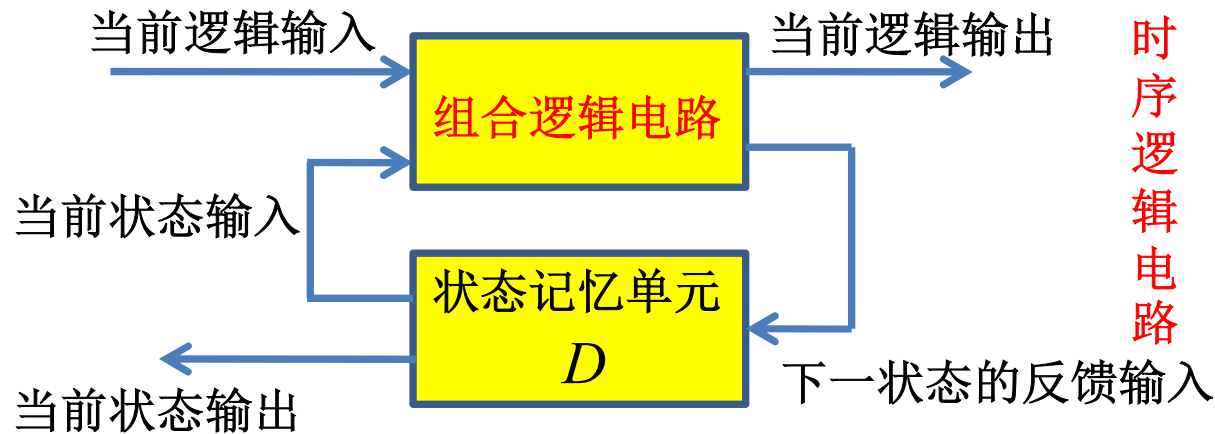 当前逻辑输入
当前逻辑输出
组合逻辑电路
当前状态输入
状态记忆单元
D
当前状态输出
下一状态的反馈输入
时序逻辑电路